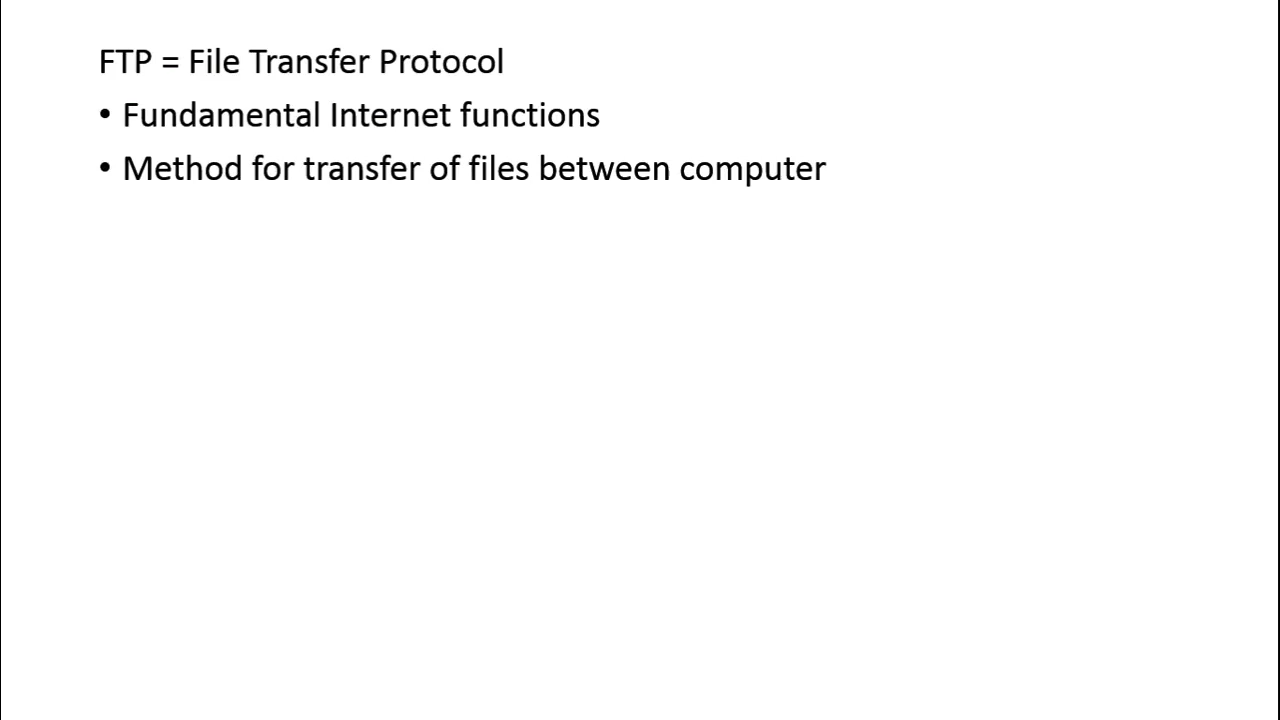 FTP = File Transfer Protocol
• Fundamental Internet functions
• Method for transfer of files between computer